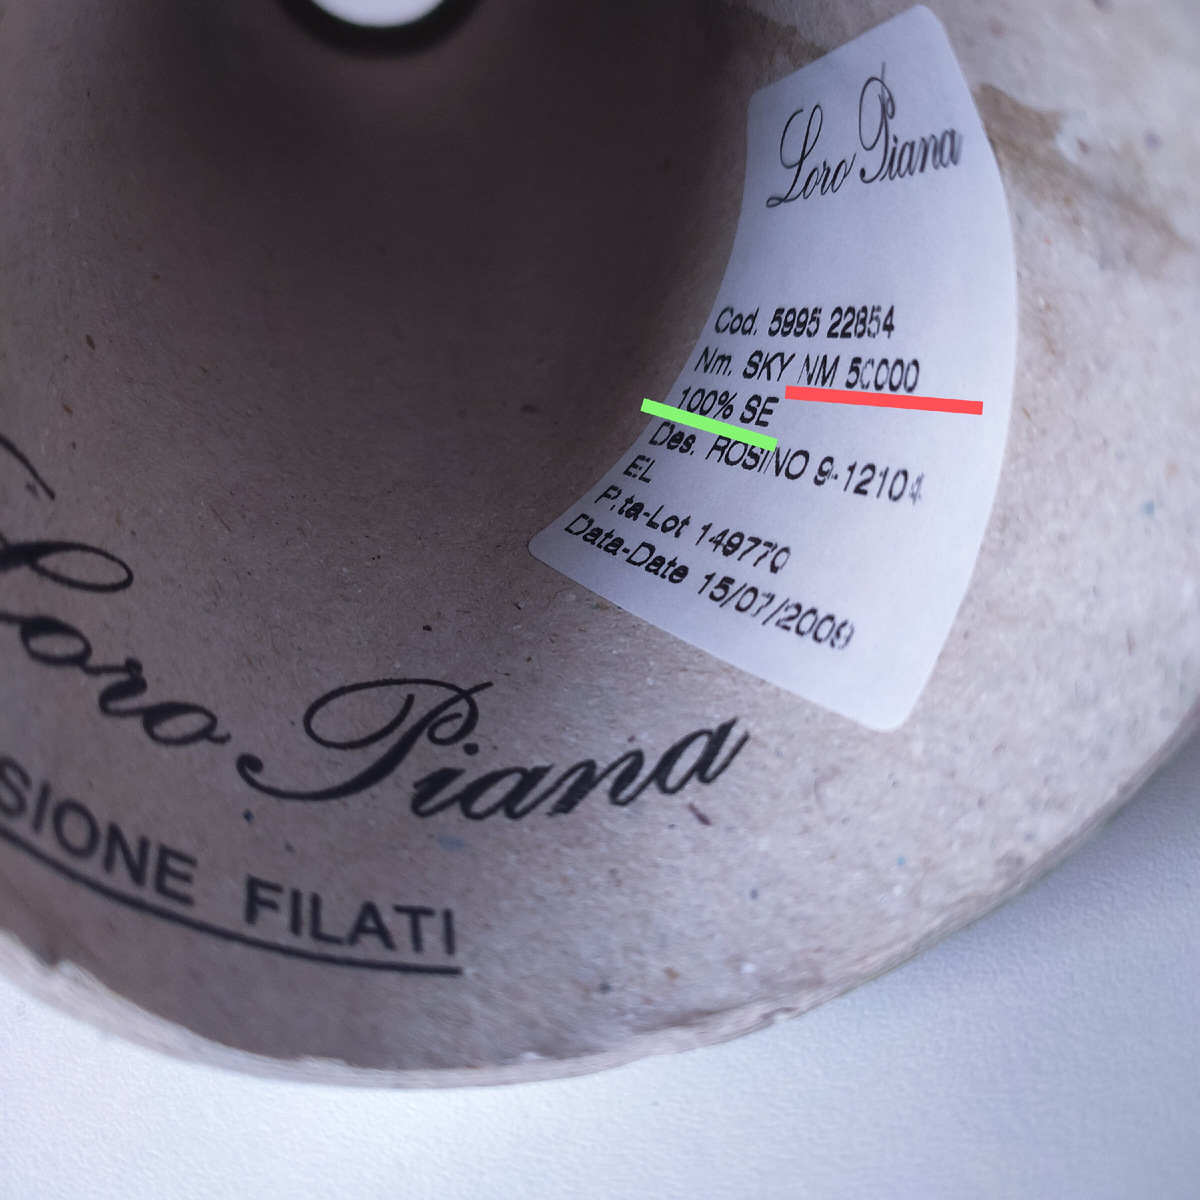 Loro Piana
Cod. 5995 22854
Nm. SKY NM 50000
100% SE
Des. ROSINO 9-12104
EL
P.ta-Lot 149770
Data-Date 15/07/2009
Loro Piana
SIONE FILATI